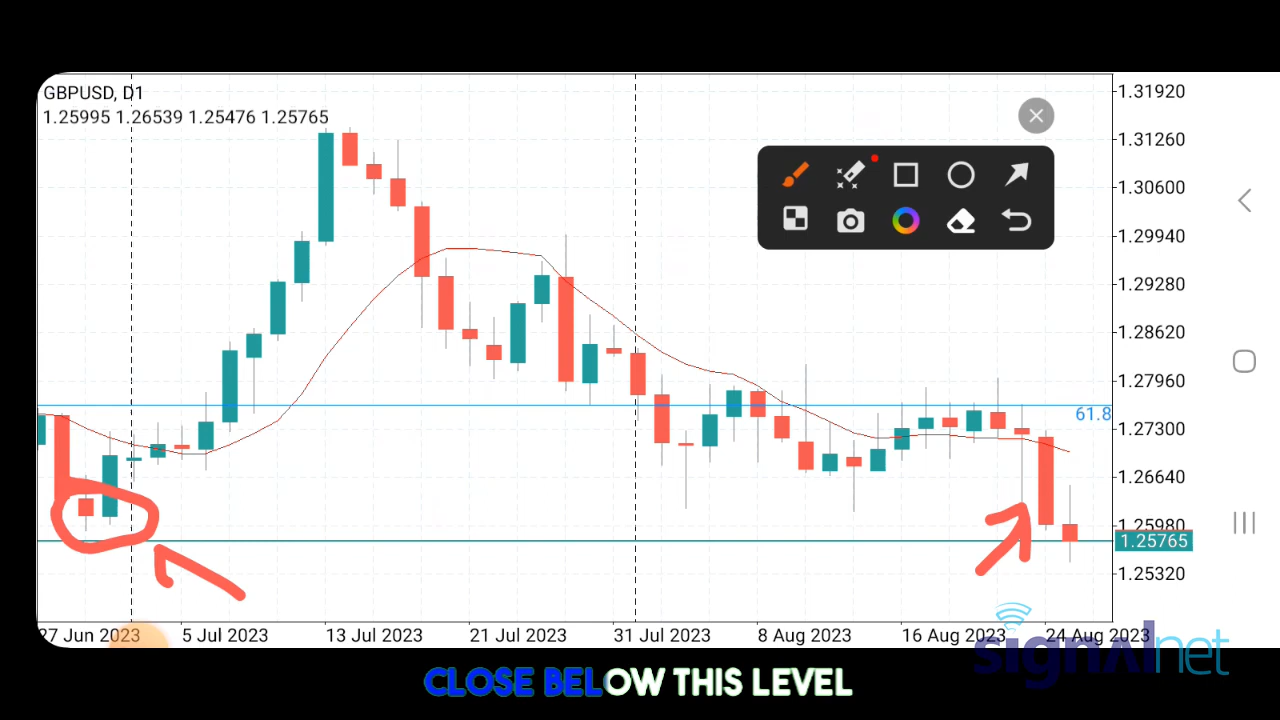 GBPUSD, D1
1.25995 1.26539 1.25476 1.25765
1.31920
1.31260
1.30600
1.29940
1.29280
1.28620
1.27960
61.8
1.27300
1.26640
1.25980
1.25765
1.25320
27 Jun 2023 5 Jul 2023 13 Jul 2023 21 Jul 2023 31 Jul 2023 8 Aug 2023 16 Aug 2023 24 Aug 2023
signalnet
CLOSE BELOW THIS LEVEL